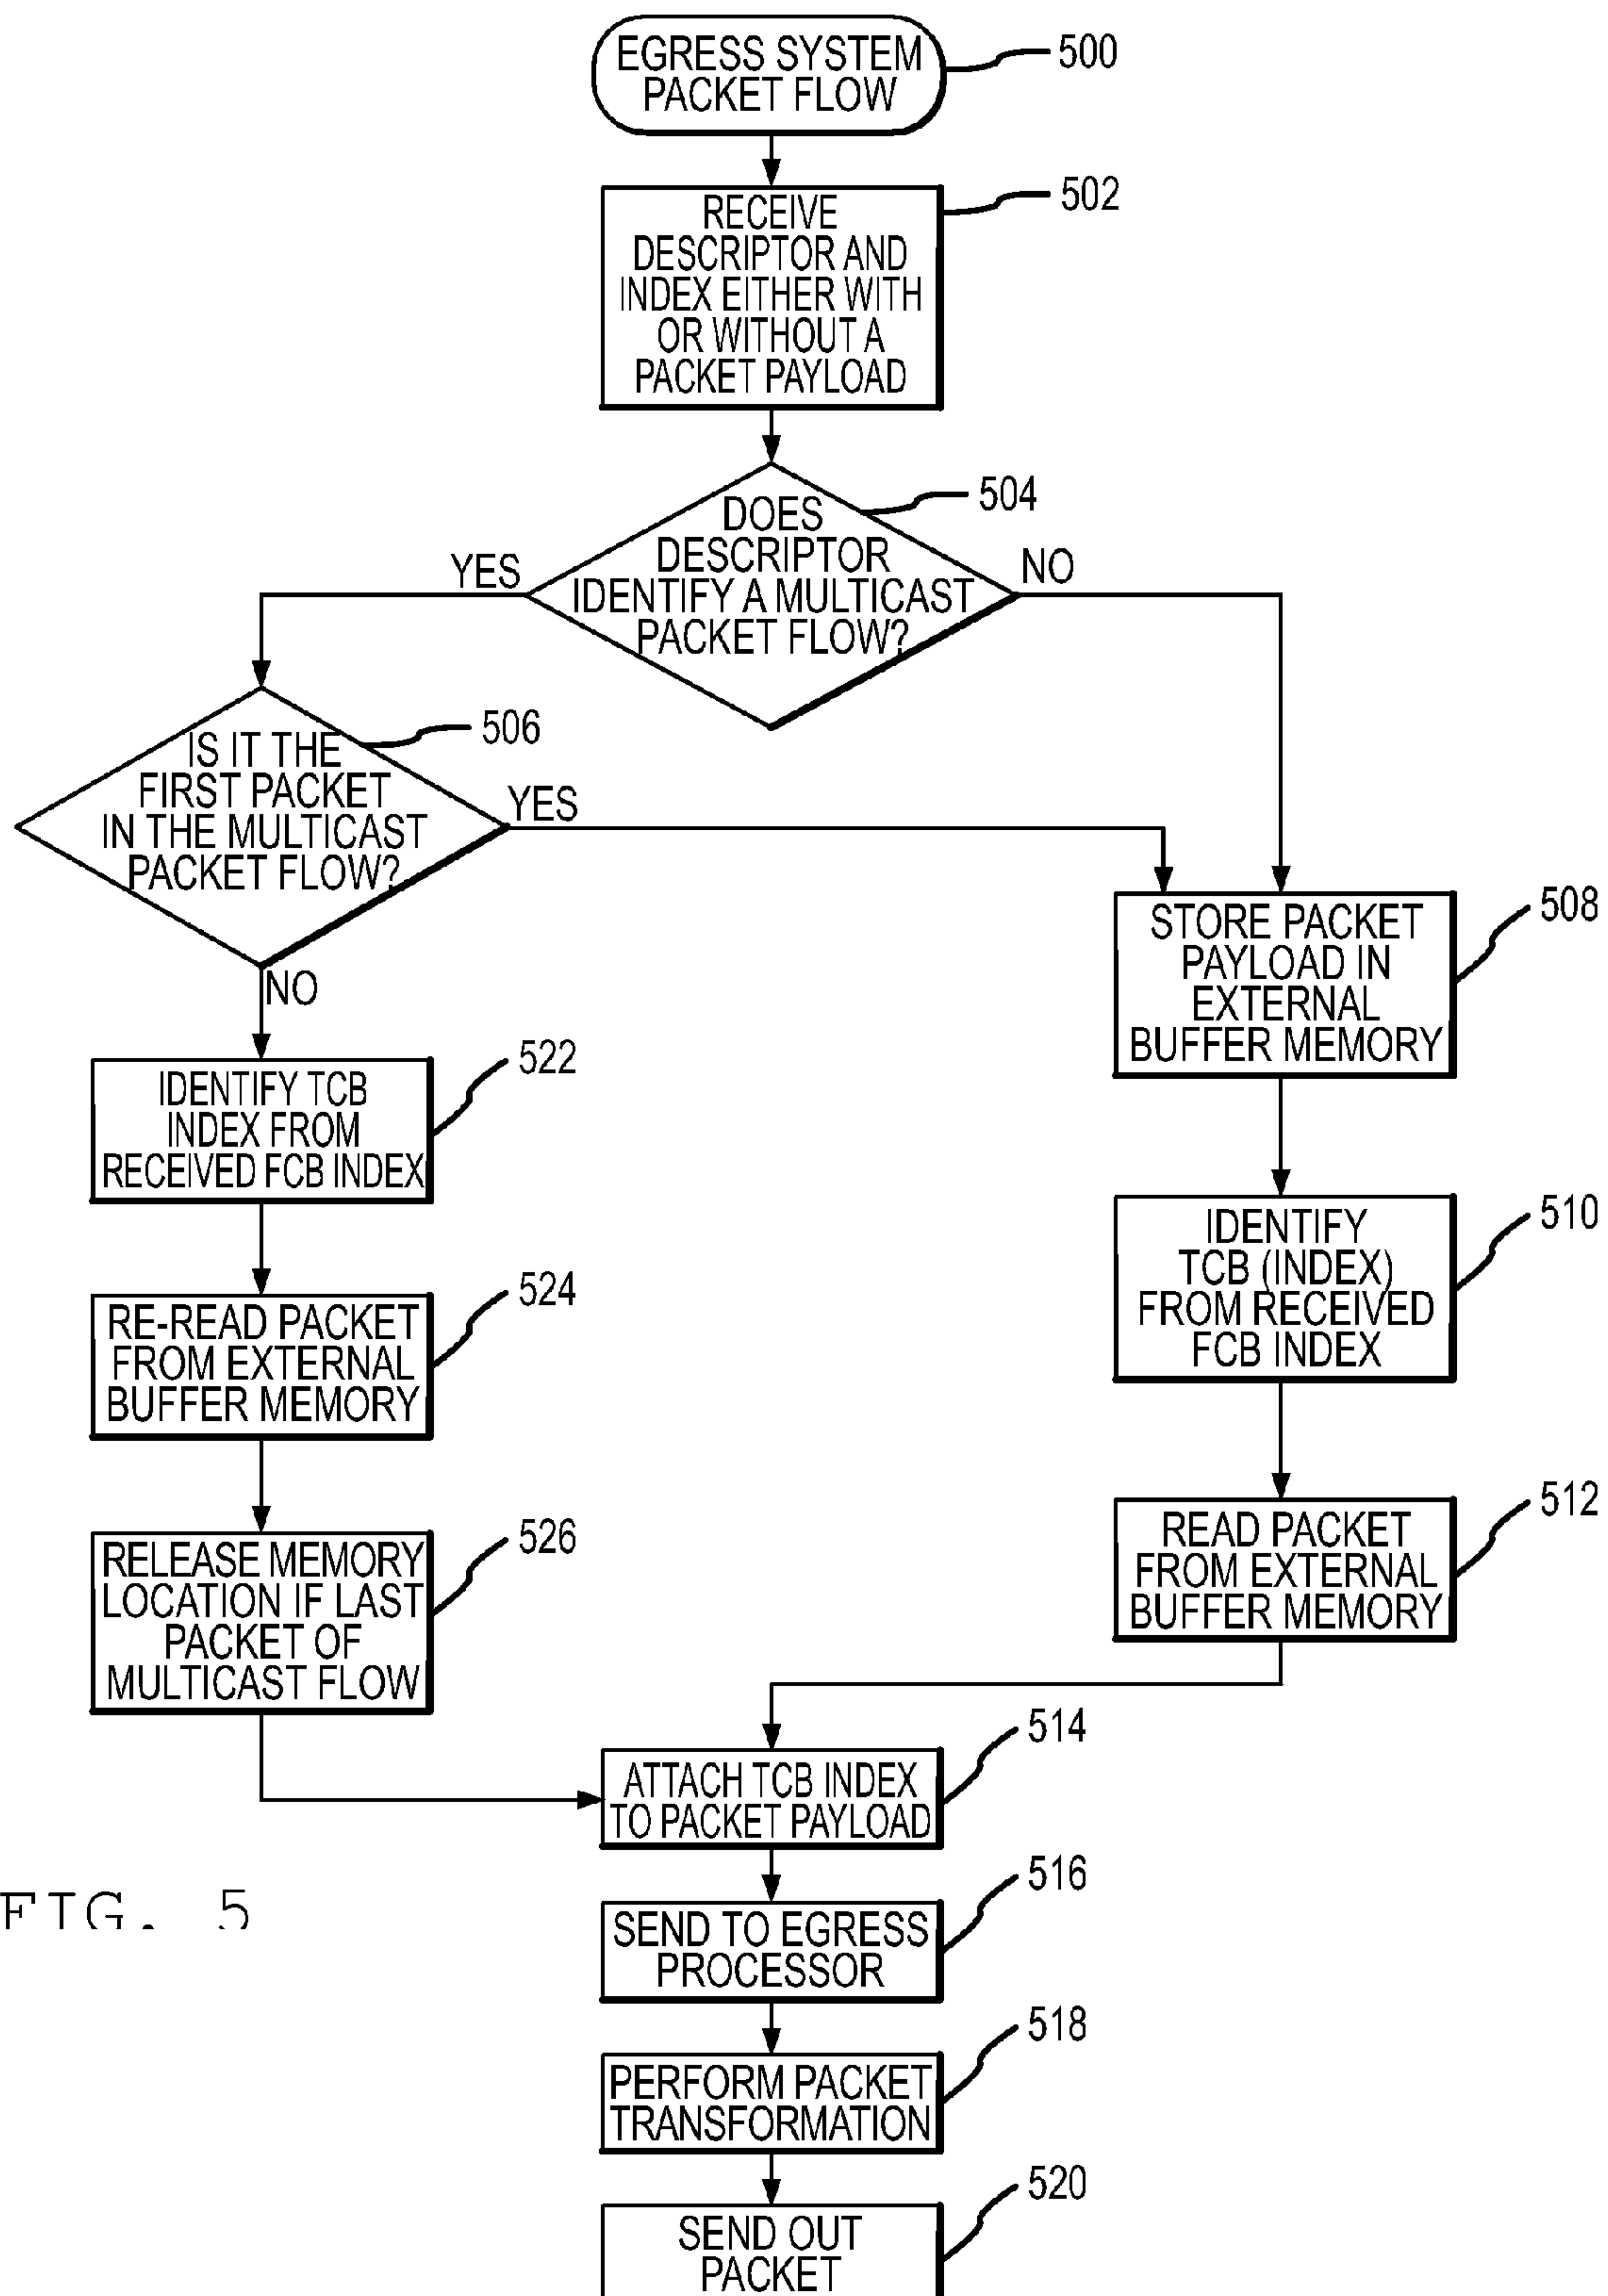 EGRESS SYSTEM
PACKET FLOW
500
RECEIVE
DESCRIPTOR AND
INDEX EITHER WITH
OR WITHOUT A
PACKET PAYLOAD
502
DOES
DESCRIPTOR
IDENTIFY A MULTICAST
PACKET FLOW?
504
YES
NO
IS IT THE
FIRST PACKET
IN THE MULTICAST
PACKET FLOW?
506
YES
NO
STORE PACKET
PAYLOAD IN
EXTERNAL
BUFFER MEMORY
508
IDENTIFY TCB
INDEX FROM
RECEIVED FCB INDEX
522
IDENTIFY
TCB (INDEX)
FROM RECEIVED
FCB INDEX
510
RE-READ PACKET
FROM EXTERNAL
BUFFER MEMORY
524
READ PACKET
FROM EXTERNAL
BUFFER MEMORY
512
RELEASE MEMORY
LOCATION IF LAST
PACKET OF
MULTICAST FLOW
526
ATTACH TCB INDEX
TO PACKET PAYLOAD
514
SEND TO EGRESS
PROCESSOR
516
PERFORM PACKET
TRANSFORMATION
518
SEND OUT
PACKET
520
FIG. 5